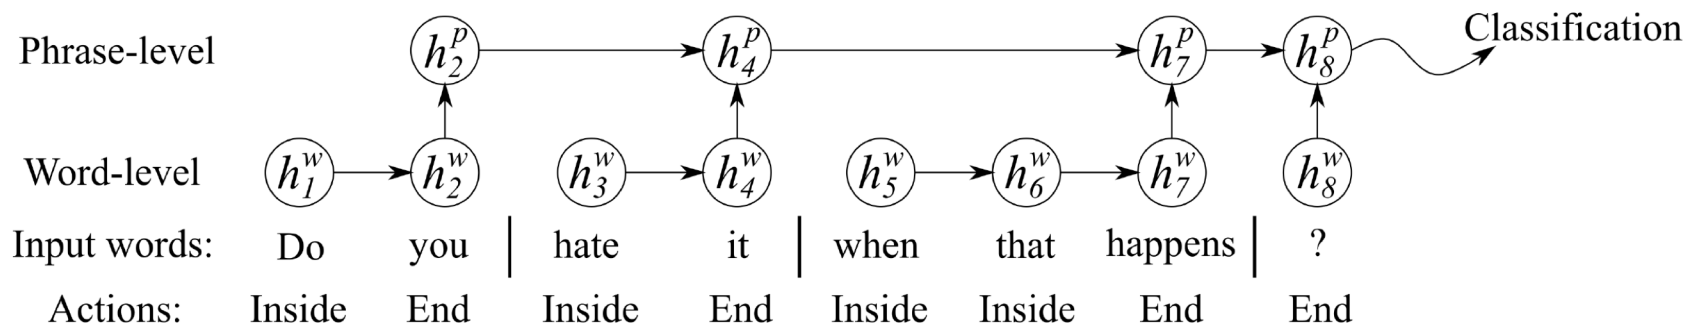 Phrase-level h_2^p h_4^p h_7^p h_8^p Classification
Word-level h_1^w h_2^w h_3^w h_4^w h_5^w h_6^w h_7^w h_8^w
Input words: Do you | hate it | when that happens | ?
Actions: Inside End Inside End Inside Inside End End